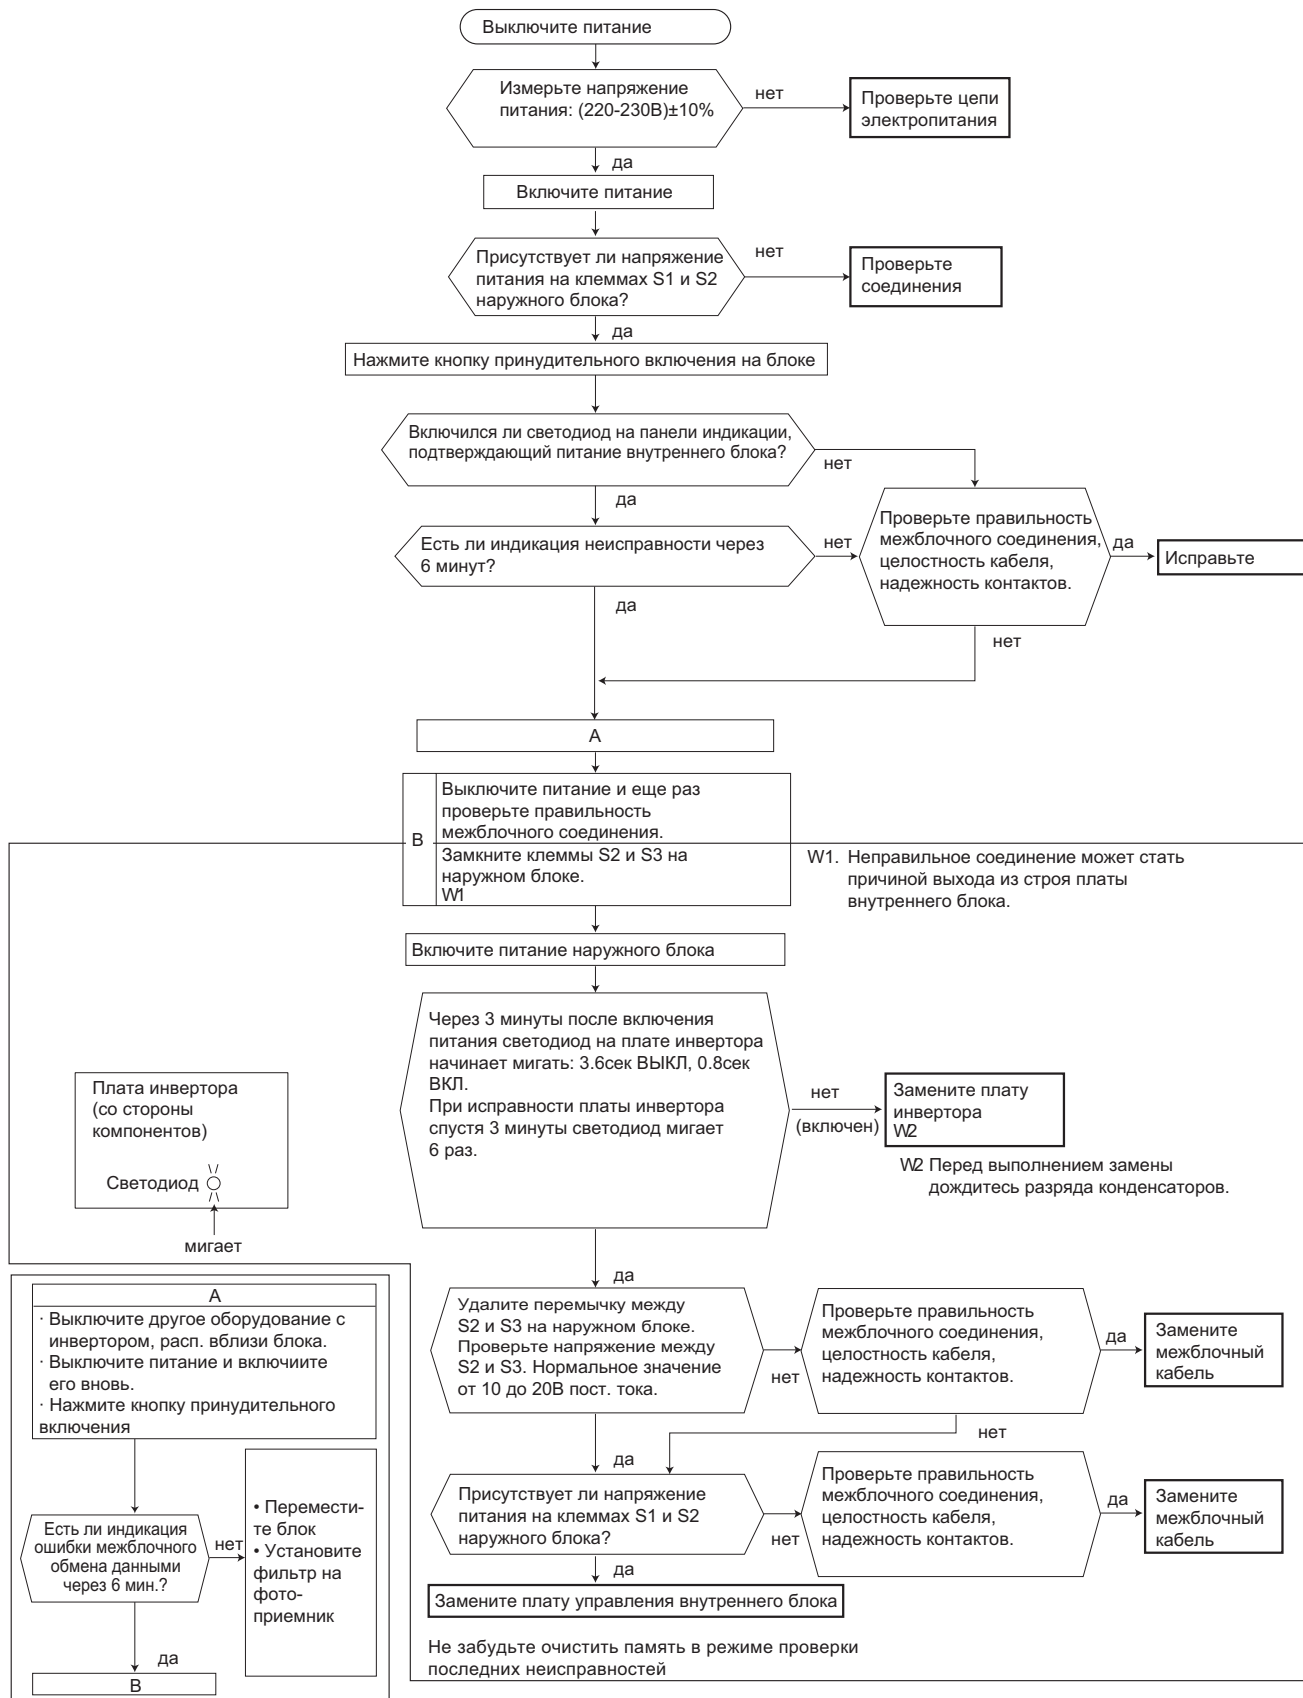 Выключите питание
Измерьте напряжение
питания: (220-230В)±10%
нет
Проверьте цепи
электропитания
да
Включите питание
Присутствует ли напряжение
питания на клеммах S1 и S2
наружного блока?
нет
Проверьте
соединения
да
Нажмите кнопку принудительного включения на блоке
Включился ли светодиод на панели индикации,
подтверждающий питание внутреннего блока?
нет
да
Есть ли индикация неисправности через
6 минут?
нет
Проверьте правильность
межблочного соединения,
целостность кабеля,
надежность контактов.
да
Исправьте
да
нет
A
B
Выключите питание и еще раз
проверьте правильность
межблочного соединения.
Замкните клеммы S2 и S3 на
наружном блоке.
W1
W1. Неправильное соединение может стать
причиной выхода из строя платы
внутреннего блока.
Включите питание наружного блока
Через 3 минуты после включения
питания светодиод на плате инвертора
начинает мигать: 3.6сек ВЫКЛ, 0.8сек
ВКЛ.
При исправности платы инвертора
спустя 3 минуты светодиод мигает
6 раз.
нет
(включен)
Замените плату
инвертора
W2
W2 Перед выполнением замены
дождитесь разряда конденсаторов.
Плата инвертора
(со стороны
компонентов)
Светодиод
мигает
да
Удалите перемычку между
S2 и S3 на наружном блоке.
Проверьте напряжение между
S2 и S3. Нормальное значение
от 10 до 20В пост. тока.
нет
Проверьте правильность
межблочного соединения,
целостность кабеля,
надежность контактов.
да
Замените
межблочный
кабель
нет
да
Присутствует ли напряжение
питания на клеммах S1 и S2
наружного блока?
нет
Проверьте правильность
межблочного соединения,
целостность кабеля,
надежность контактов.
да
Замените
межблочный
кабель
да
Замените плату управления внутреннего блока
Не забудьте очистить память в режиме проверки
последних неисправностей
A
· Выключите другое оборудование с
инвертором, расп. вблизи блока.
· Выключите питание и включиите
его вновь.
· Нажмите кнопку принудительного
включения
Есть ли индикация
ошибки межблочного
обмена данными
через 6 мин.?
нет
• Перемести-
те блок
• Установите
фильтр на
фото-
приемник
да
B